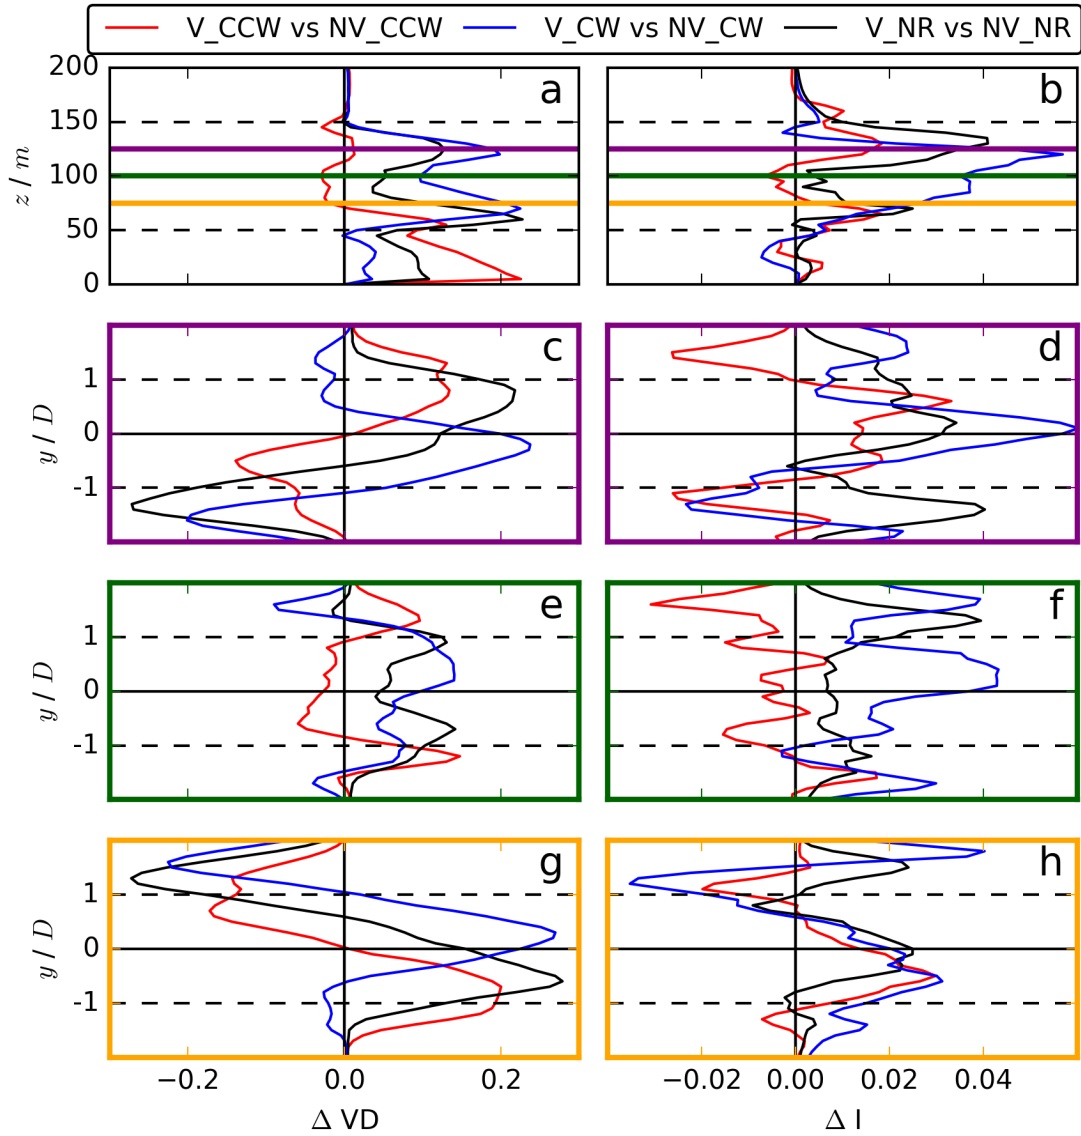 V_CCW vs NV_CCW V_CW vs NV_CW V_NR vs NV_NR
200 a b
150
z / m 100
50
0
c d
1
y / D 0
-1
e f
1
y / D 0
-1
g h
1
y / D 0
-1
−0.2 0.0 0.2 −0.02 0.00 0.02 0.04
Δ VD Δ I